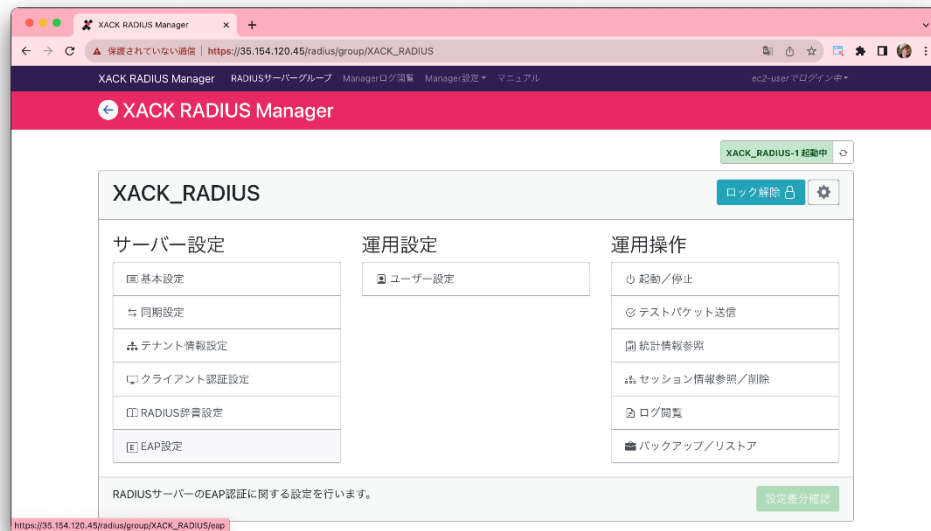 XACK RADIUS Manager
保護されていない通信 | https://35.154.120.45/radius/group/XACK_RADIUS
XACK RADIUS Manager RADIUSサーバーグループ Managerログ閲覧 Manager設定 マニュアル ec2-userでログイン中
XACK RADIUS Manager
XACK_RADIUS-1 起動中
XACK_RADIUS
ロック解除
サーバー設定
基本設定
同期設定
テナント情報設定
クライアント認証設定
RADIUS辞書設定
EAP設定
運用設定
ユーザー設定
運用操作
起動／停止
テストパケット送信
統計情報参照
セッション情報参照／削除
ログ閲覧
バックアップ／リストア
RADIUSサーバーのEAP認証に関する設定を行います。
設定差分確認
https://35.154.120.45/radius/group/XACK_RADIUS/eap